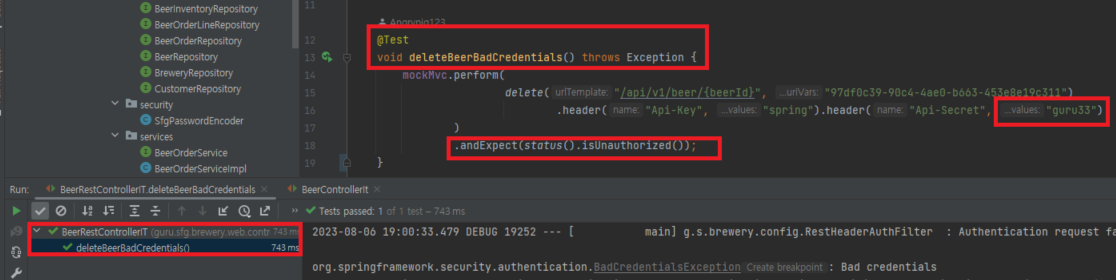 BeerInventoryRepository
BeerOrderLineRepository
BeerOrderRepository
BeerRepository
BreweryRepository
CustomerRepository
security
SfgPasswordEncoder
services
BeerOrderService
BeerOrderServiceImpl
11
Angrypig123
12 @Test
13 void deleteBeerBadCredentials() throws Exception {
14 mockMvc.perform(
15 delete( urlTemplate: "/api/v1/beer/{beerId}", ...uriVars: "97df0c39-90c4-4ae0-b663-453e8e19c311")
16 .header( name: "Api-Key", ...values: "spring").header( name: "Api-Secret", ...values: "guru33")
17 )
18 .andExpect(status().isUnauthorized());
19 }
Run: BeerRestControllerIT.deleteBeerBadCredentials × BeerControllerIt ×
» Tests passed: 1 of 1 test – 743 ms
BeerRestControllerIT (guru.sfg.brewery.web.contr 743 ms
deleteBeerBadCredentials() 743 ms
2023-08-06 19:00:33.479 DEBUG 19252 --- [ main] g.s.brewery.config.RestHeaderAuthFilter : Authentication request fa
org.springframework.security.authentication.BadCredentialsException Create breakpoint : Bad credentials